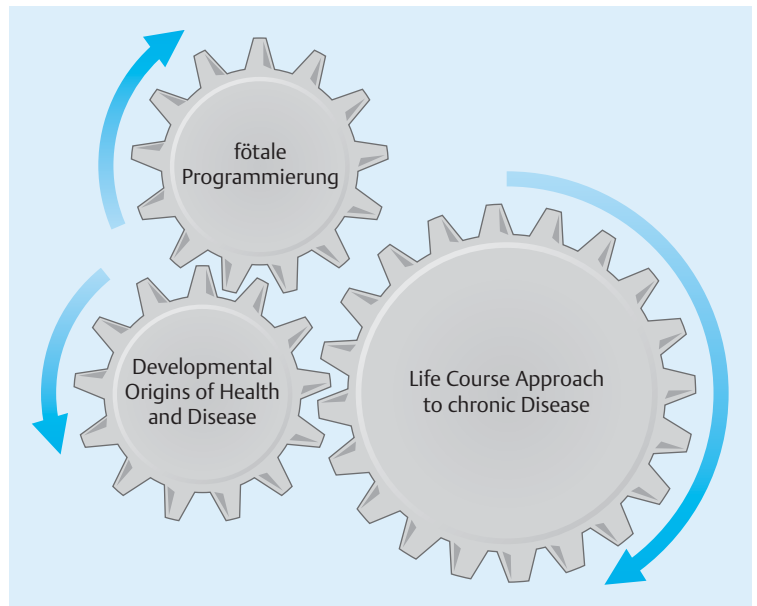 fötale
Programmierung
Developmental
Origins of Health
and Disease
Life Course Approach
to chronic Disease